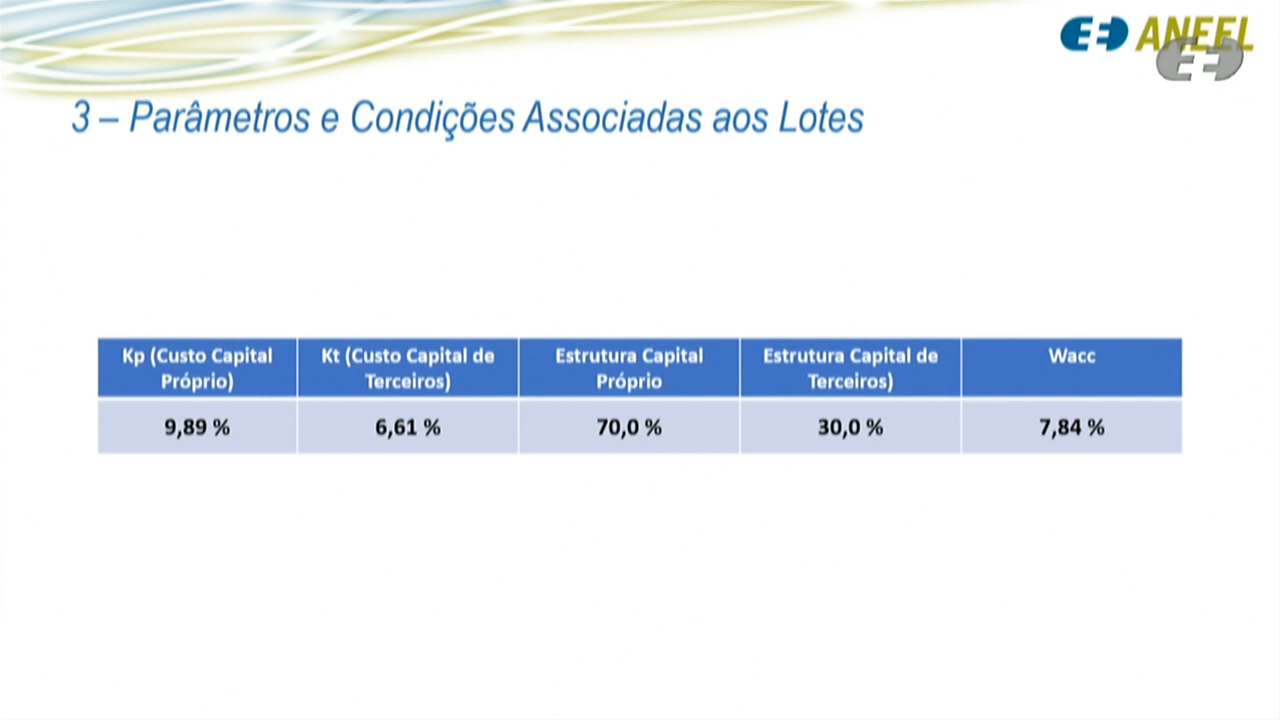 ANEEL
3 – Parâmetros e Condições Associadas aos Lotes
Kp (Custo Capital
Próprio)
Kt (Custo Capital de
Terceiros)
Estrutura Capital
Próprio
Estrutura Capital de
Terceiros)
Wacc
9,89 %
6,61 %
70,0 %
30,0 %
7,84 %